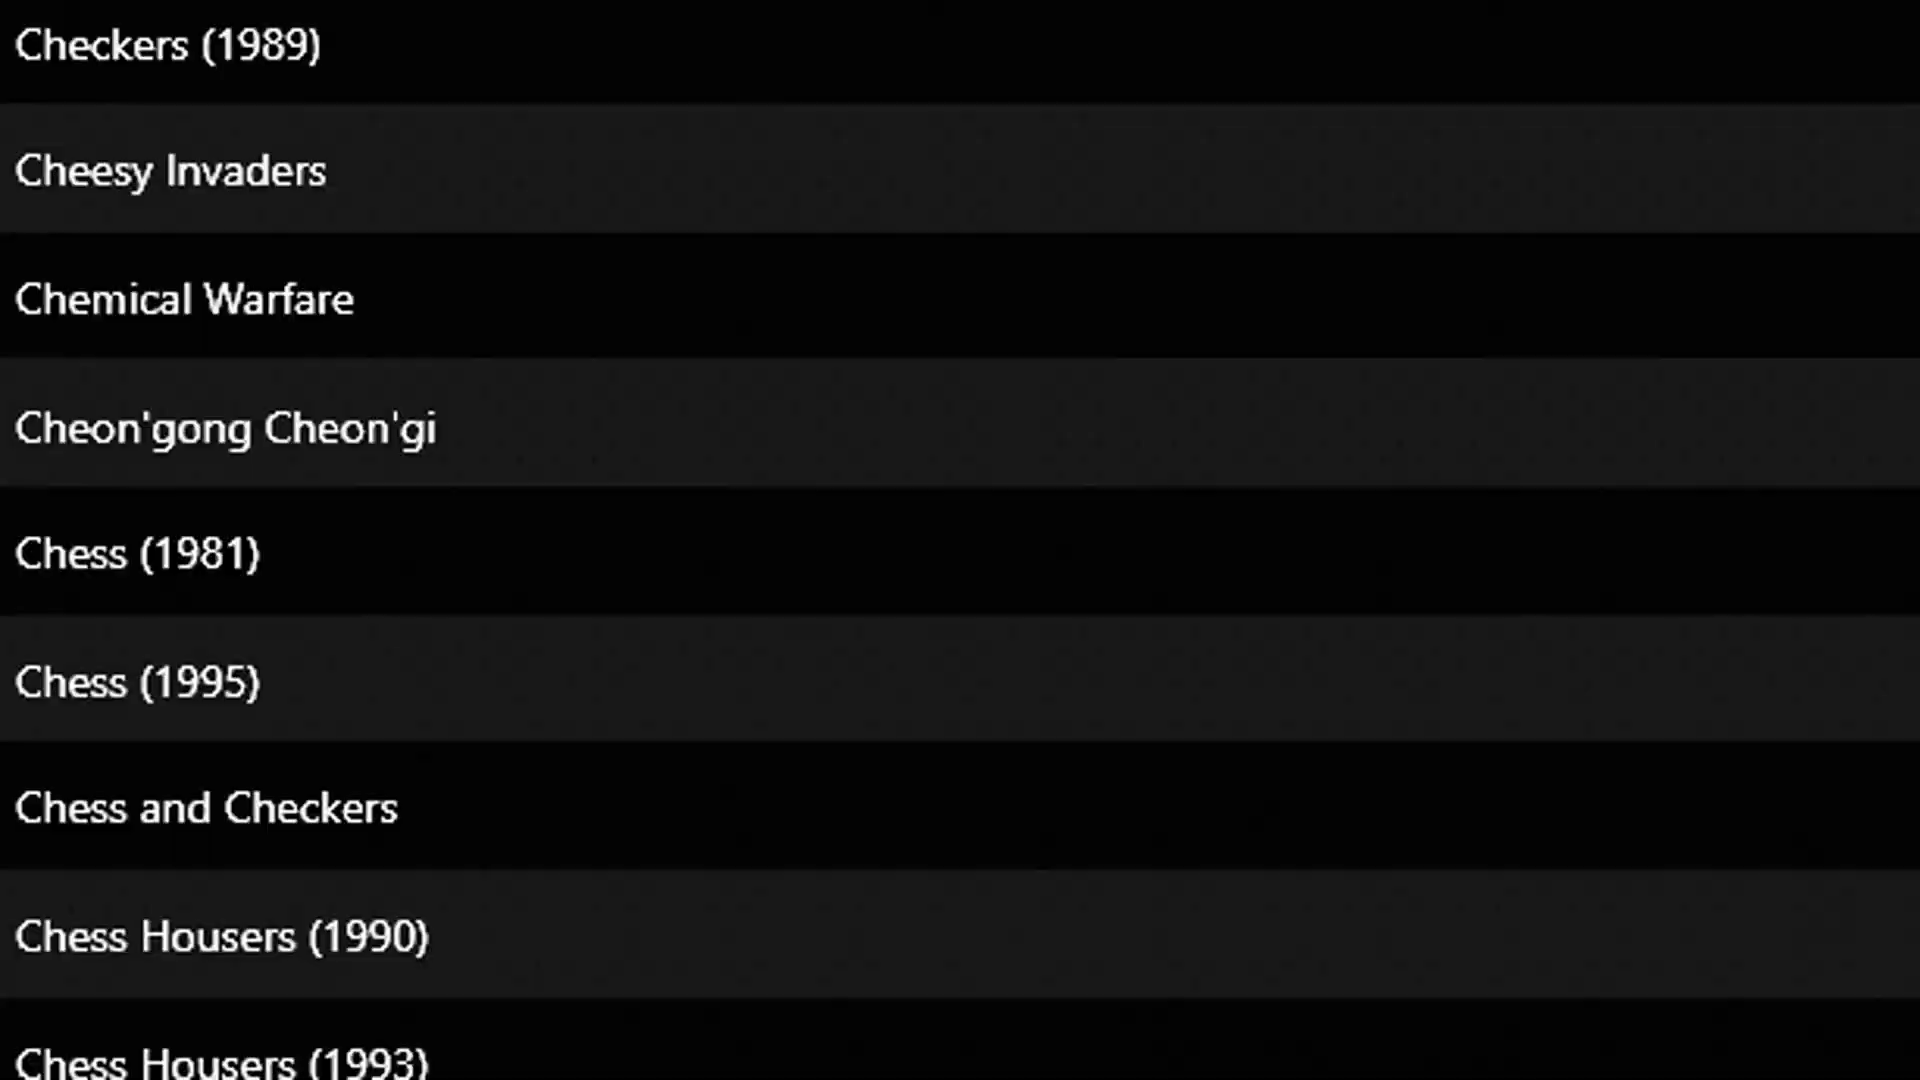 Checkers (1989)
Cheesy Invaders
Chemical Warfare
Cheon'gong Cheon'gi
Chess (1981)
Chess (1995)
Chess and Checkers
Chess Housers (1990)
Chess Housers (1993)